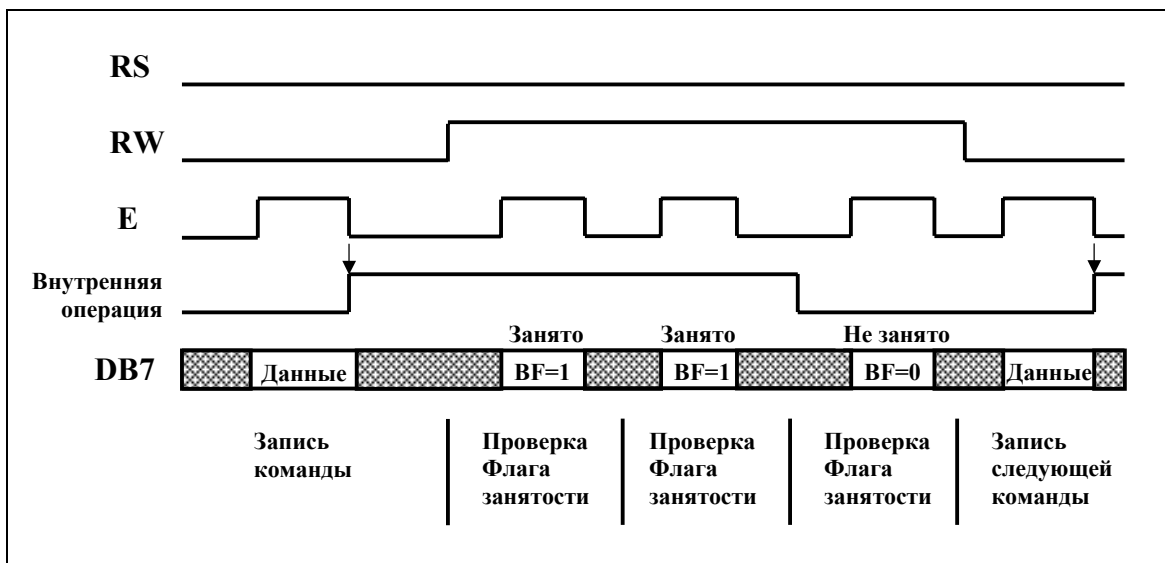 RS
RW
E
Внутренняя
операция
Занято Занято Не занято
DB7 Данные BF=1 BF=1 BF=0 Данные
Запись
команды
Проверка
Флага
занятости
Проверка
Флага
занятости
Проверка
Флага
занятости
Запись
следующей
команды